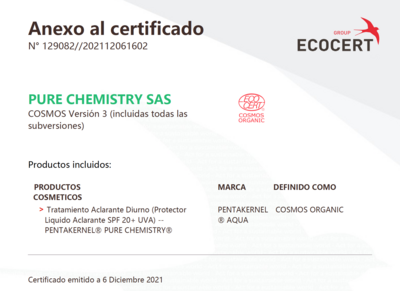 Anexo al certificado
N° 129082//202112061602
GROUP
ECOCERT
PURE CHEMISTRY SAS
COSMOS Versión 3 (incluidas todas las
subversiones)
ECO
CERT
COSMOS
ORGANIC
Productos incluidos:
PRODUCTOS
COSMETICOS
MARCA
DEFINIDO COMO
> Tratamiento Aclarante Diurno (Protector
Liquido Aclarante SPF 20+ UVA) --
PENTAKERNEL® PURE CHEMISTRY®
PENTAKERNEL
® AQUA
COSMOS ORGANIC
Certificado emitido a 6 Diciembre 2021